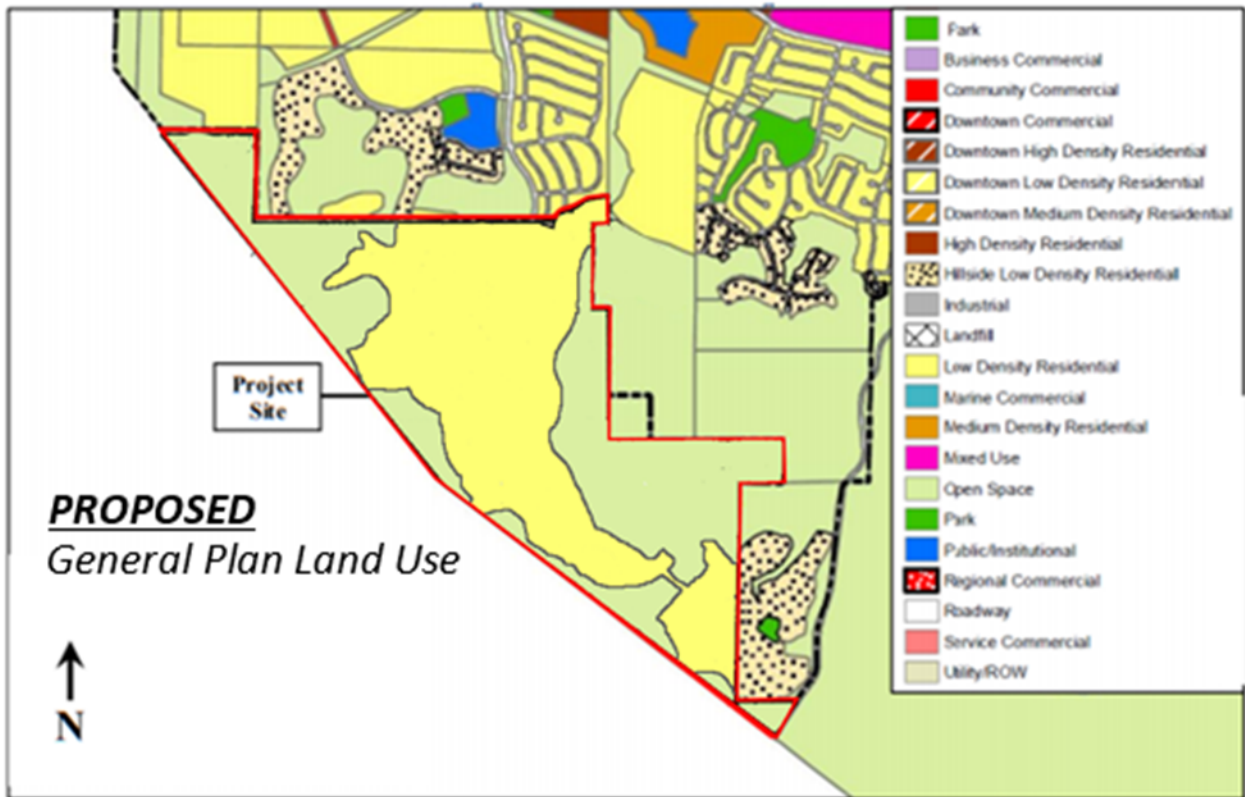 Park
Business Commercial
Community Commercial
Downtown Commercial
Downtown High Density Residential
Downtown Low Density Residential
Downtown Medium Density Residential
High Density Residential
Hillside Low Density Residential
Industrial
Landfill
Low Density Residential
Marine Commercial
Medium Density Residential
Mixed Use
Open Space
Park
Public/Institutional
Regional Commercial
Roadway
Service Commercial
Utility/ROW
Project
Site
PROPOSED
General Plan Land Use
N